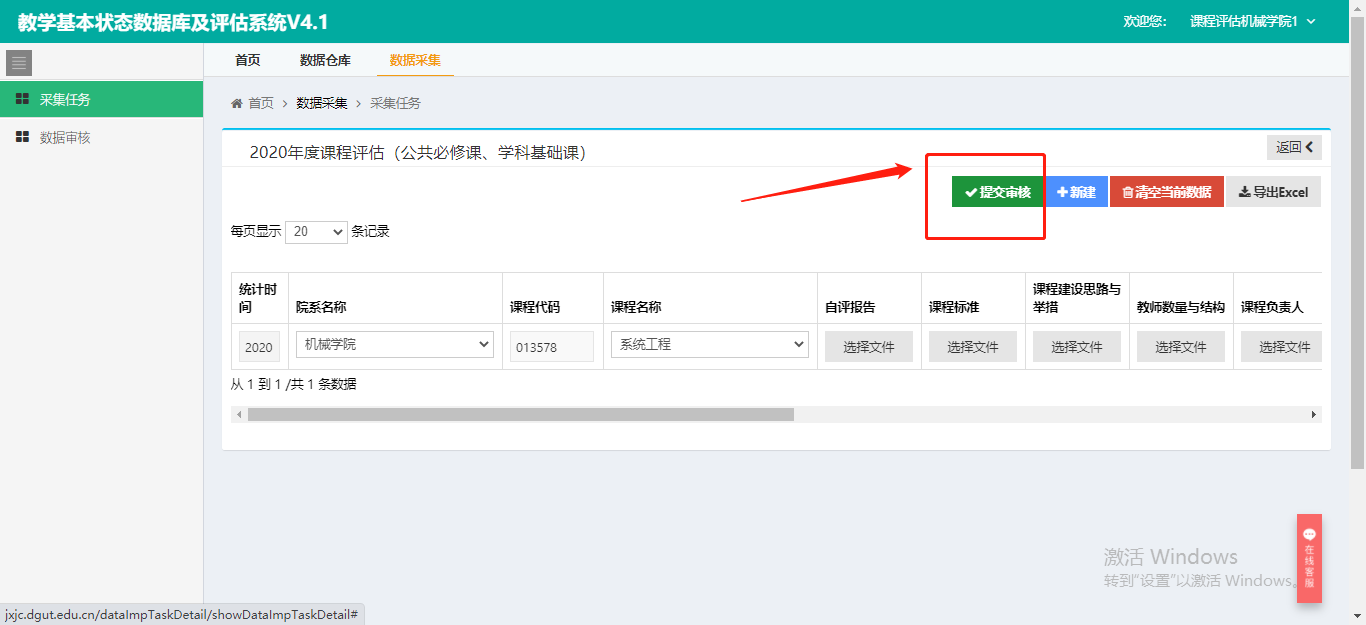 教学基本状态数据库及评估系统V4.1
欢迎您: 课程评估机械学院1
首页 数据仓库 数据采集
采集任务
数据审核
首页 > 数据采集 > 采集任务
2020年度课程评估（公共必修课、学科基础课）
返回
提交审核 新建 清空当前数据 导出Excel
每页显示 20 条记录
统计时间 院系名称 课程代码 课程名称 自评报告 课程标准 课程建设思路与举措 教师数量与结构 课程负责人
2020 机械学院 013578 系统工程 选择文件 选择文件 选择文件 选择文件 选择文件
从 1 到 1 /共 1 条数据
在线客服
激活 Windows
转到"设置"以激活 Windows。
jxjc.dgut.edu.cn/dataImpTaskDetail/showDataImpTaskDetail#